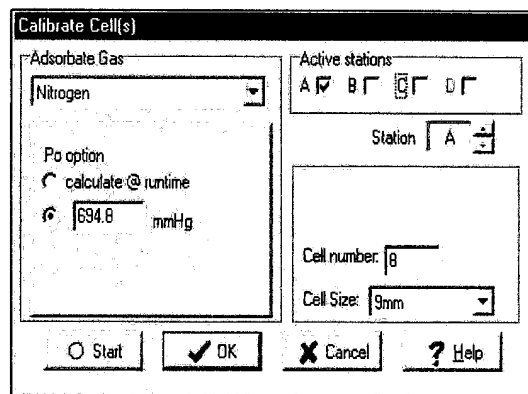 Calibrate Cell(s)
Adsorbate Gas
Nitrogen
Po option
calculate @ runtime
694.8 mmHg
Active stations
A B C D
Station A
Cell number: 8
Cell Size: 9mm
Start OK Cancel Help